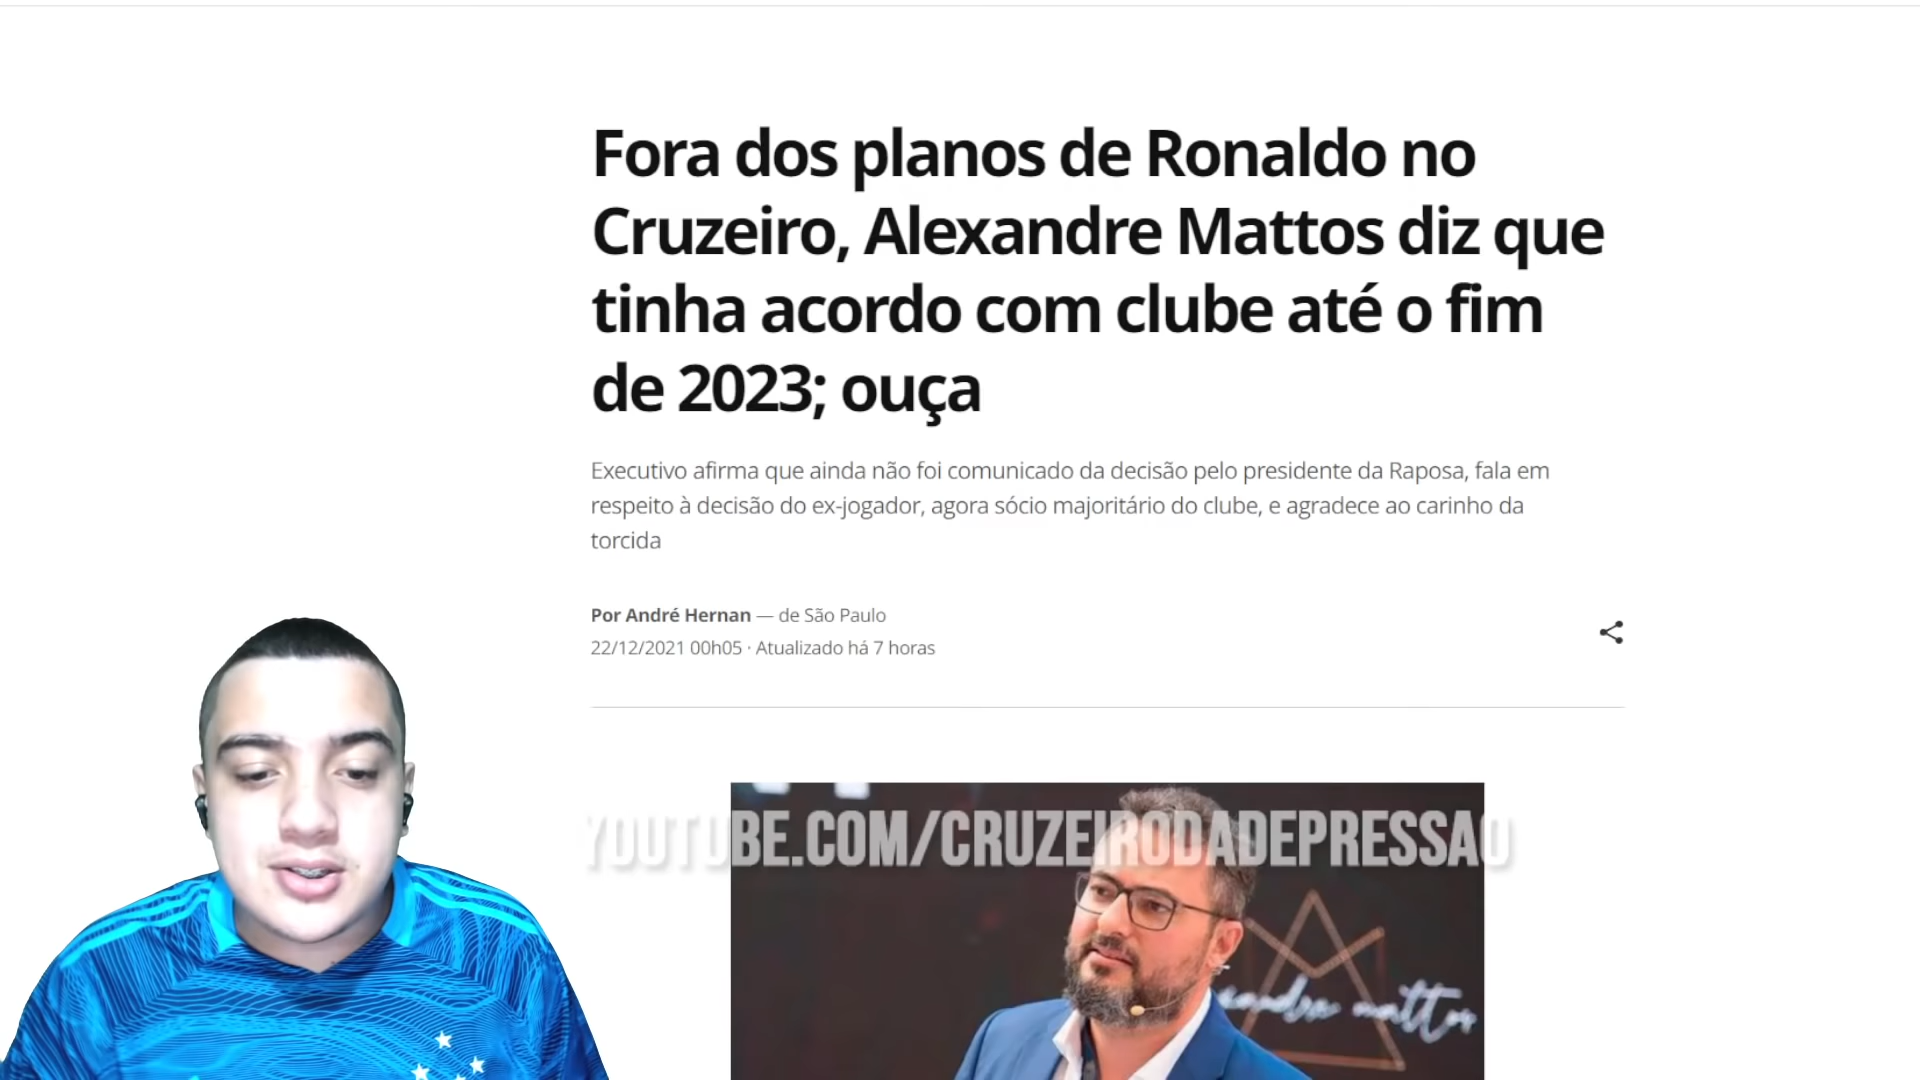 Fora dos planos de Ronaldo no
Cruzeiro, Alexandre Mattos diz que
tinha acordo com clube até o fim
de 2023; ouça
Executivo afirma que ainda não foi comunicado da decisão pelo presidente da Raposa, fala em
respeito à decisão do ex-jogador, agora sócio majoritário do clube, e agradece ao carinho da
torcida
Por André Hernan — de São Paulo
22/12/2021 00h05 · Atualizado há 7 horas
YOUTUBE.COM/CRUZEIRODADEPRESSAO
mattos